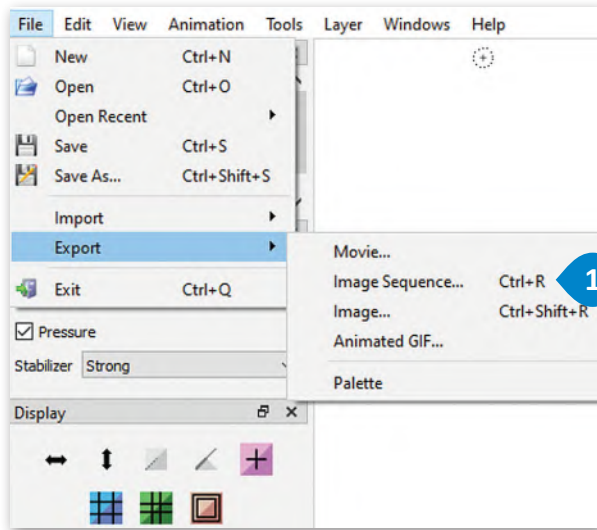 File Edit View Animation Tools Layer Windows Help
New Ctrl+N
Open Ctrl+O
Open Recent
Save Ctrl+S
Save As... Ctrl+Shift+S
Import
Export
Exit Ctrl+Q
Movie...
Image Sequence... Ctrl+R 1
Image... Ctrl+Shift+R
Animated GIF...
Palette
Pressure
Stabilizer Strong
Display